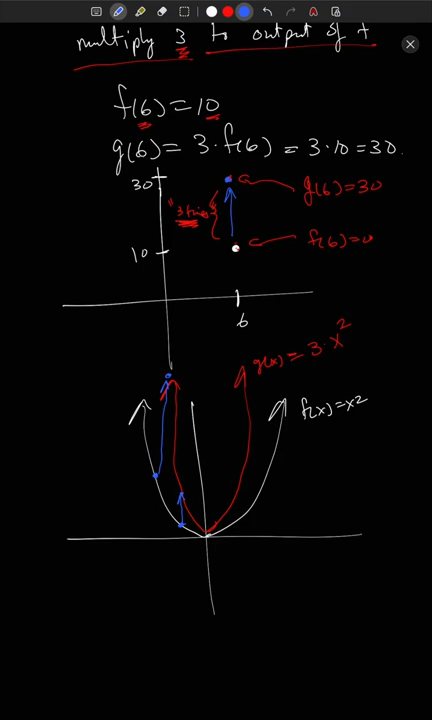 multiply 3 to output of f
f(6) = 10
g(6) = 3 · f(6) = 3 · 10 = 30.
30
g(6) = 30
"3 times"
f(6) = 0
10
6
g(x) = 3 · x²
f(x) = x²